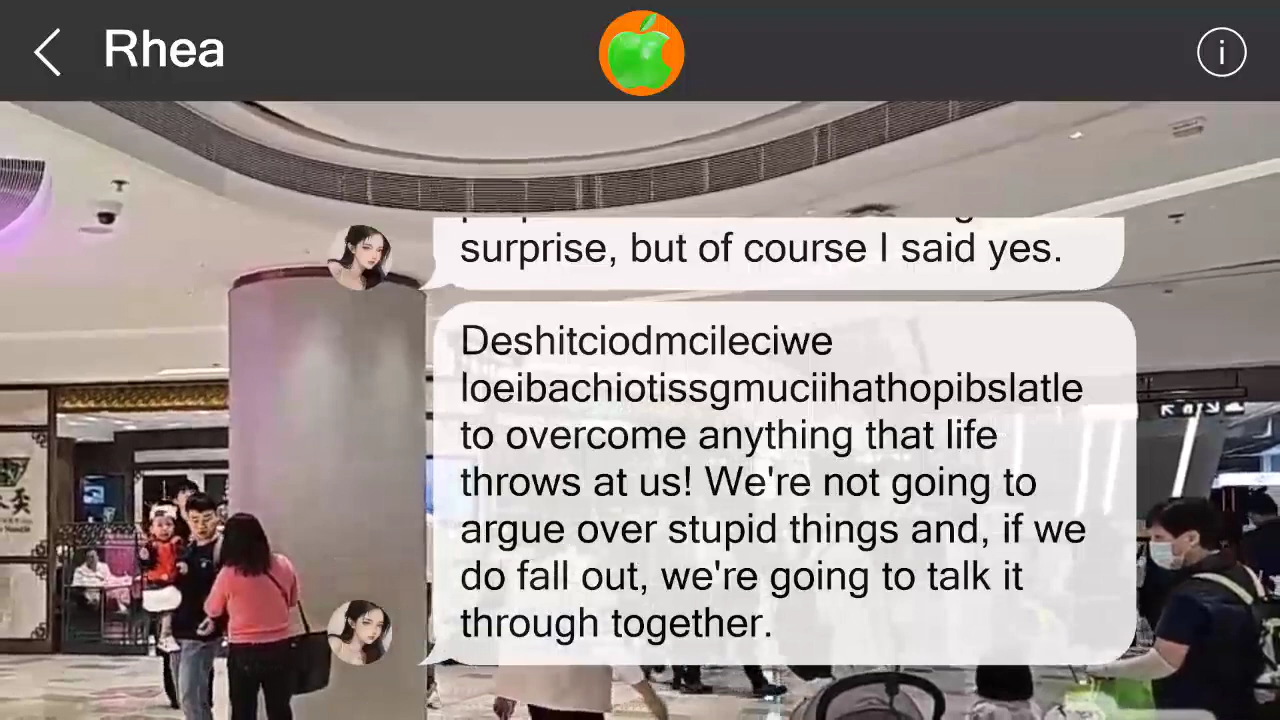 Rhea
surprise, but of course I said yes.
Deshitciodmcileciwe
loeibachiotissgmuciihathopibslatle
to overcome anything that life
throws at us! We're not going to
argue over stupid things and, if we
do fall out, we're going to talk it
through together.